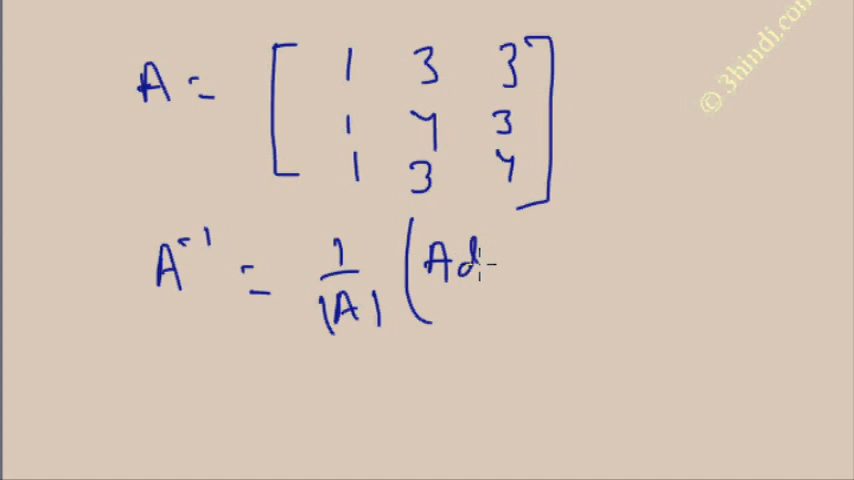 A = [ 1 3 3
1 4 3
1 3 4 ]
A⁻¹ = 1/|A| (Ad
© 3hindi.com